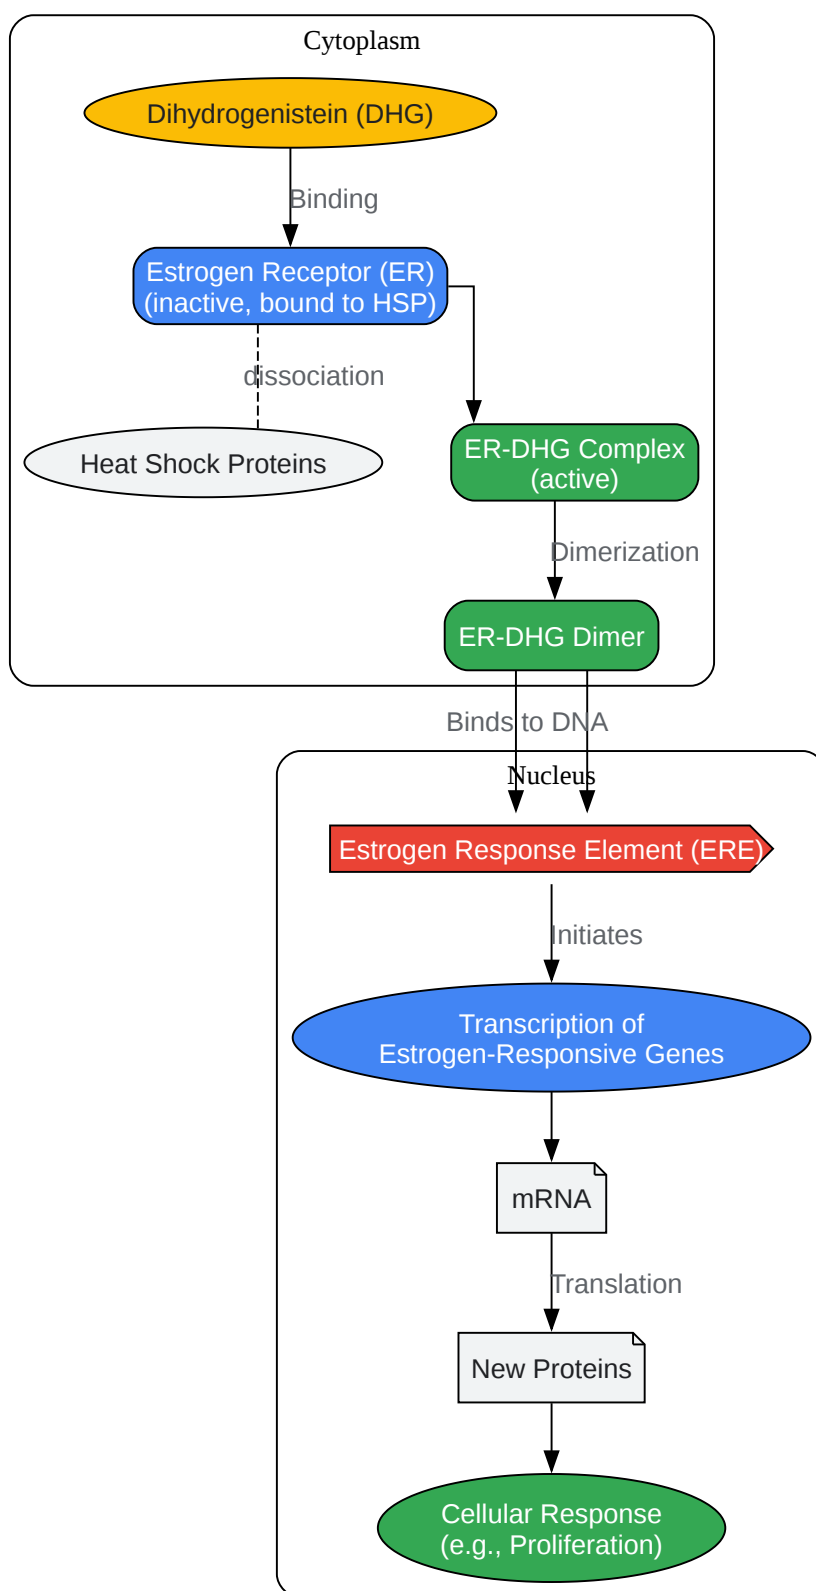 Cytoplasm
Dihydrogenistein (DHG)
Binding
Estrogen Receptor (ER)
(inactive, bound to HSP)
dissociation
Heat Shock Proteins
ER-DHG Complex
(active)
Dimerization
ER-DHG Dimer
Binds to DNA
Nucleus
Estrogen Response Element (ERE)
Initiates
Transcription of
Estrogen-Responsive Genes
mRNA
Translation
New Proteins
Cellular Response
(e.g., Proliferation)